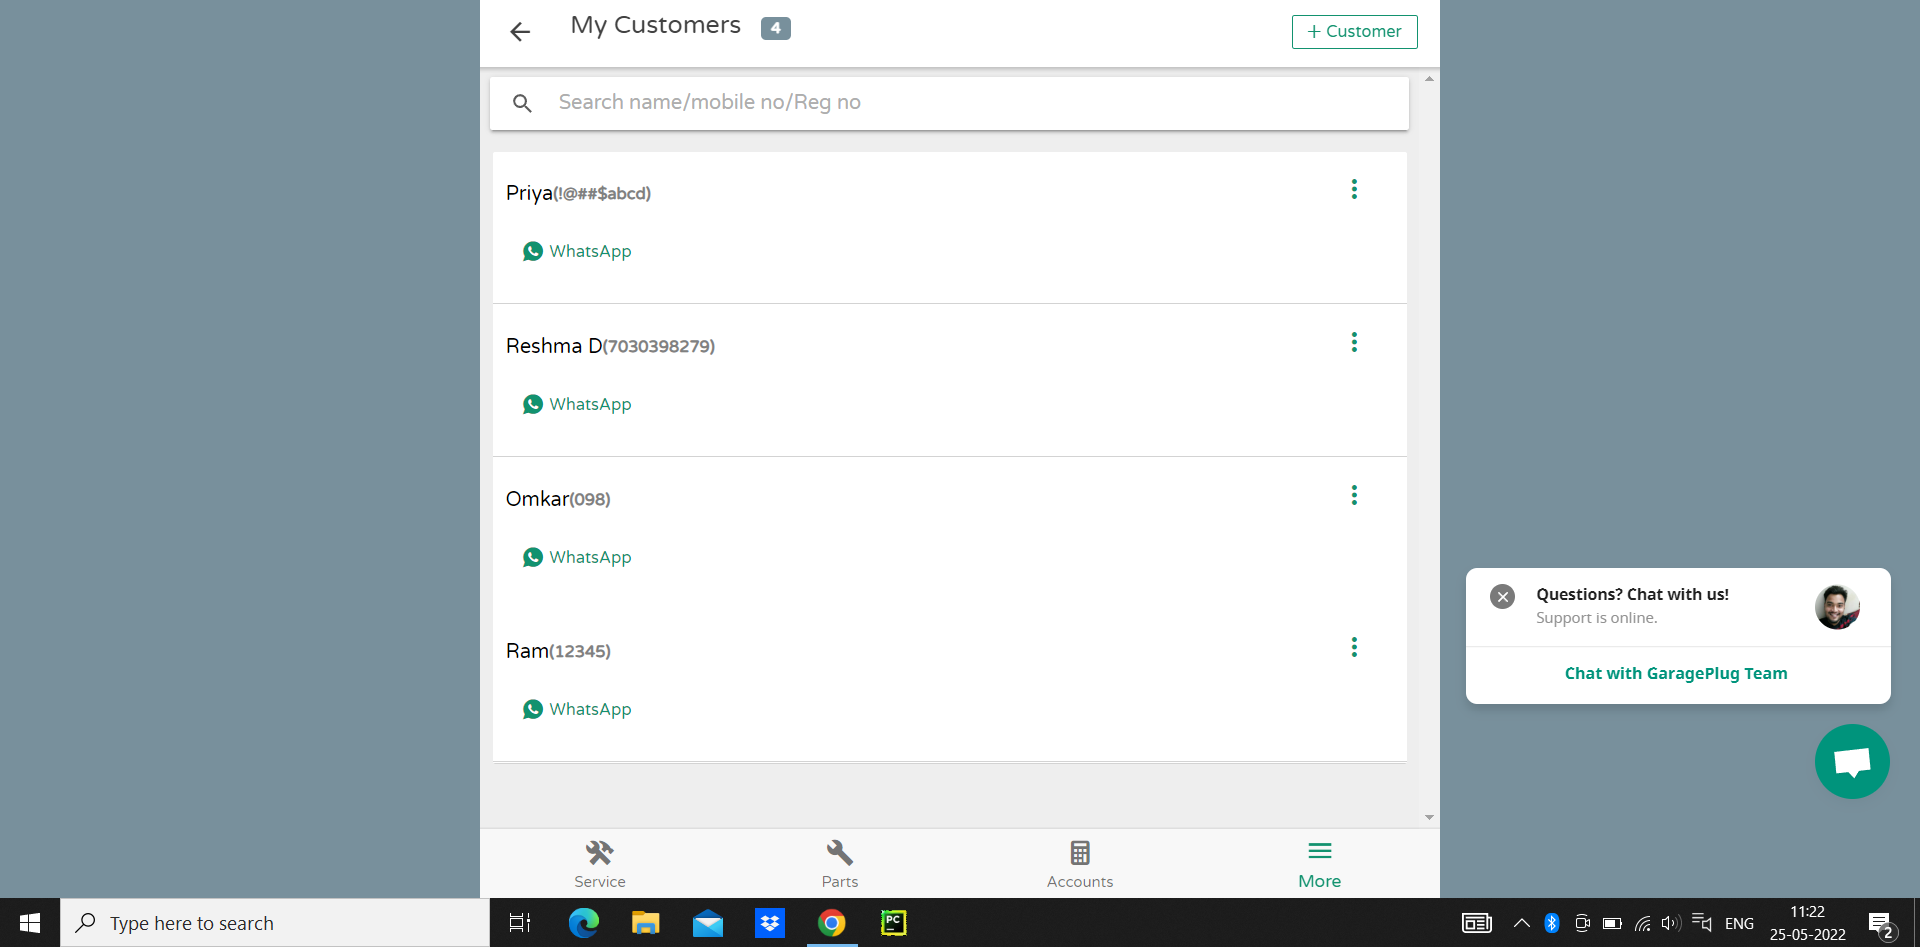 My Customers 4
+ Customer
Search name/mobile no/Reg no
Priya(!@##$abcd)
WhatsApp
Reshma D(7030398279)
WhatsApp
Omkar(098)
WhatsApp
Ram(12345)
WhatsApp
Questions? Chat with us!
Support is online.
Chat with GaragePlug Team
Service Parts Accounts More
Type here to search
PC
ENG
11:22
25-05-2022
2